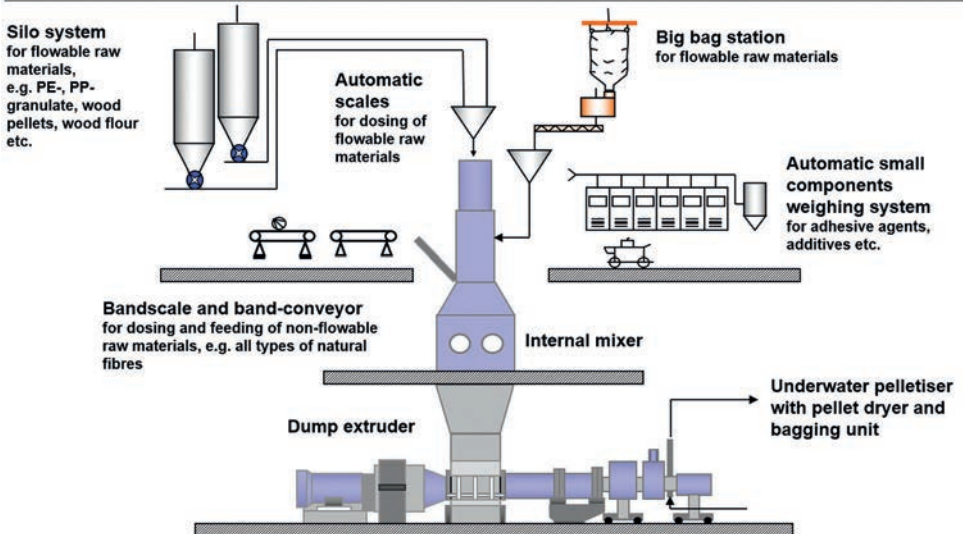 Silo system
for flowable raw
materials,
e.g. PE-, PP-
granulate, wood
pellets, wood flour
etc.
Automatic
scales
for dosing of
flowable raw
materials
Big bag station
for flowable raw materials
Automatic small
components
weighing system
for adhesive agents,
additives etc.
Bandscale and band-conveyor
for dosing and feeding of non-flowable
raw materials, e.g. all types of natural
fibres
Internal mixer
Dump extruder
Underwater pelletiser
with pellet dryer and
bagging unit